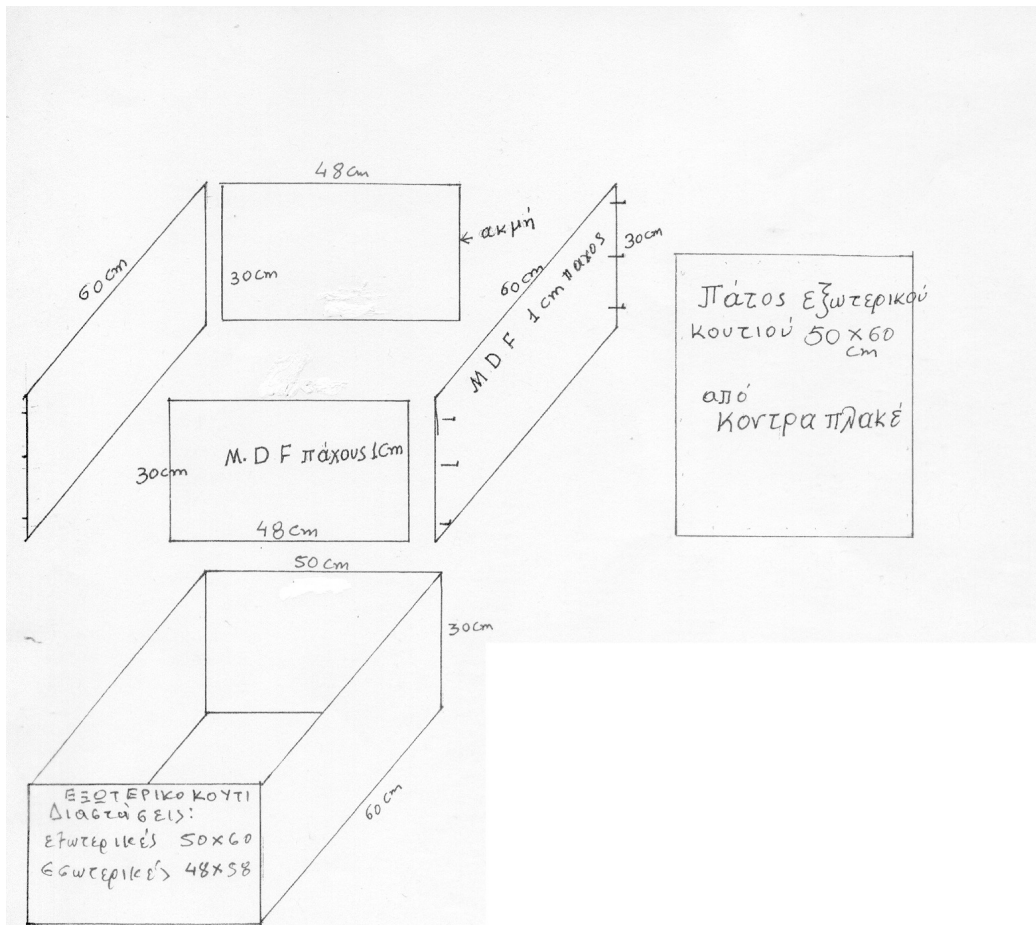 48cm
← ακμή
60cm
30cm
60cm
30cm
MDF 1cm πάχος
Πάτος εξωτερικού
κουτιού 50×60
cm
από
κοντραπλακέ
M.DF πάχους 1cm
30cm
48cm
50cm
30cm
60cm
ΕΞΩΤΕΡΙΚΟ ΚΟΥΤΙ
Διαστάσεις:
εξωτερικές 50×60
εσωτερικές 48×58